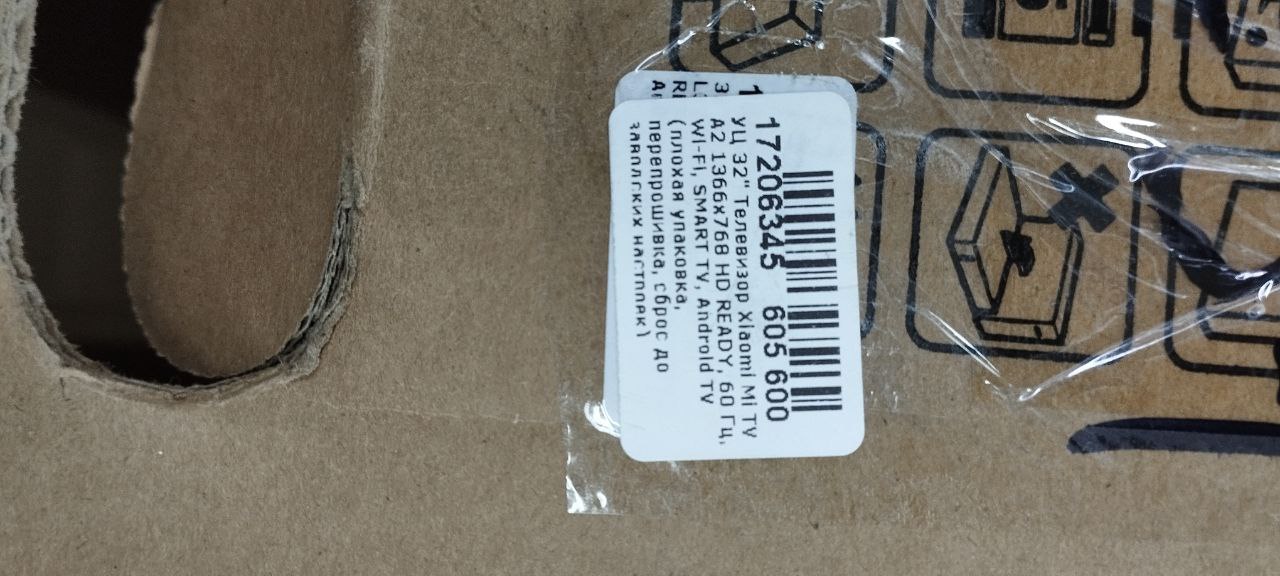 17206345 605 600
УЦ 32" Телевизор Xiaomi Mi TV
A2 1366x768 HD READY, 60 Гц,
WI-FI, SMART TV, Android TV
(плохая упаковка,
перепрошивка, сброс до
заводских настроек)